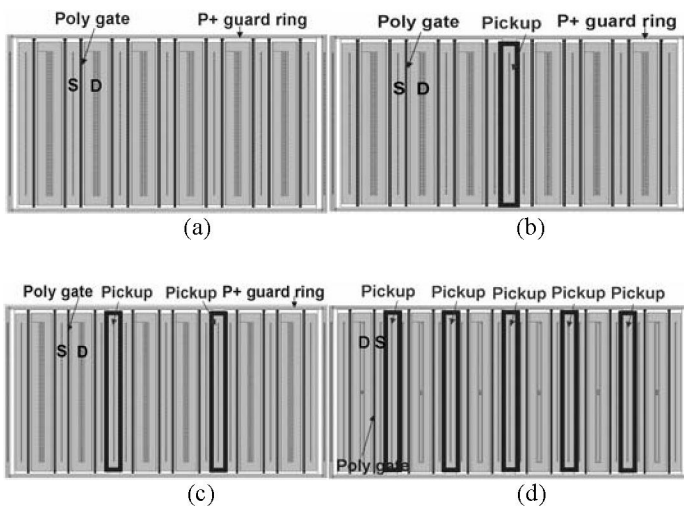 Poly gate P+ guard ring
S D
(a)
Poly gate Pickup P+ guard ring
S D
(b)
Poly gate Pickup Pickup P+ guard ring
S D
(c)
Pickup Pickup Pickup Pickup Pickup
D S
Poly gate
(d)